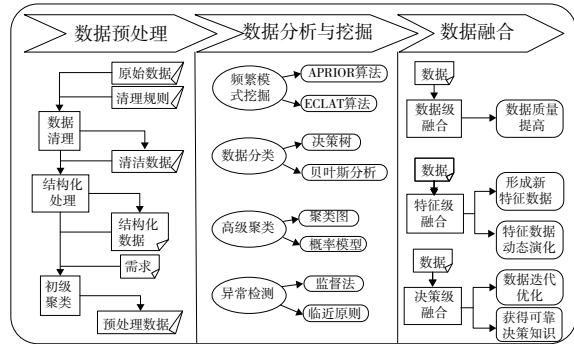 数据预处理
数据分析与挖掘
数据融合
原始数据
清理规则
数据
清理
清洁数据
结构化
处理
结构化
数据
需求
初级
聚类
预处理数据
频繁模
式挖掘
APRIOR算法
ECLAT算法
数据分类
决策树
贝叶斯分析
高级聚类
聚类图
概率模型
异常检测
监督法
临近原则
数据
数据级
融合
数据质量
提高
数据
特征级
融合
形成新
特征数据
特征数据
动态演化
数据
决策级
融合
数据迭代
优化
获得可靠
决策知识